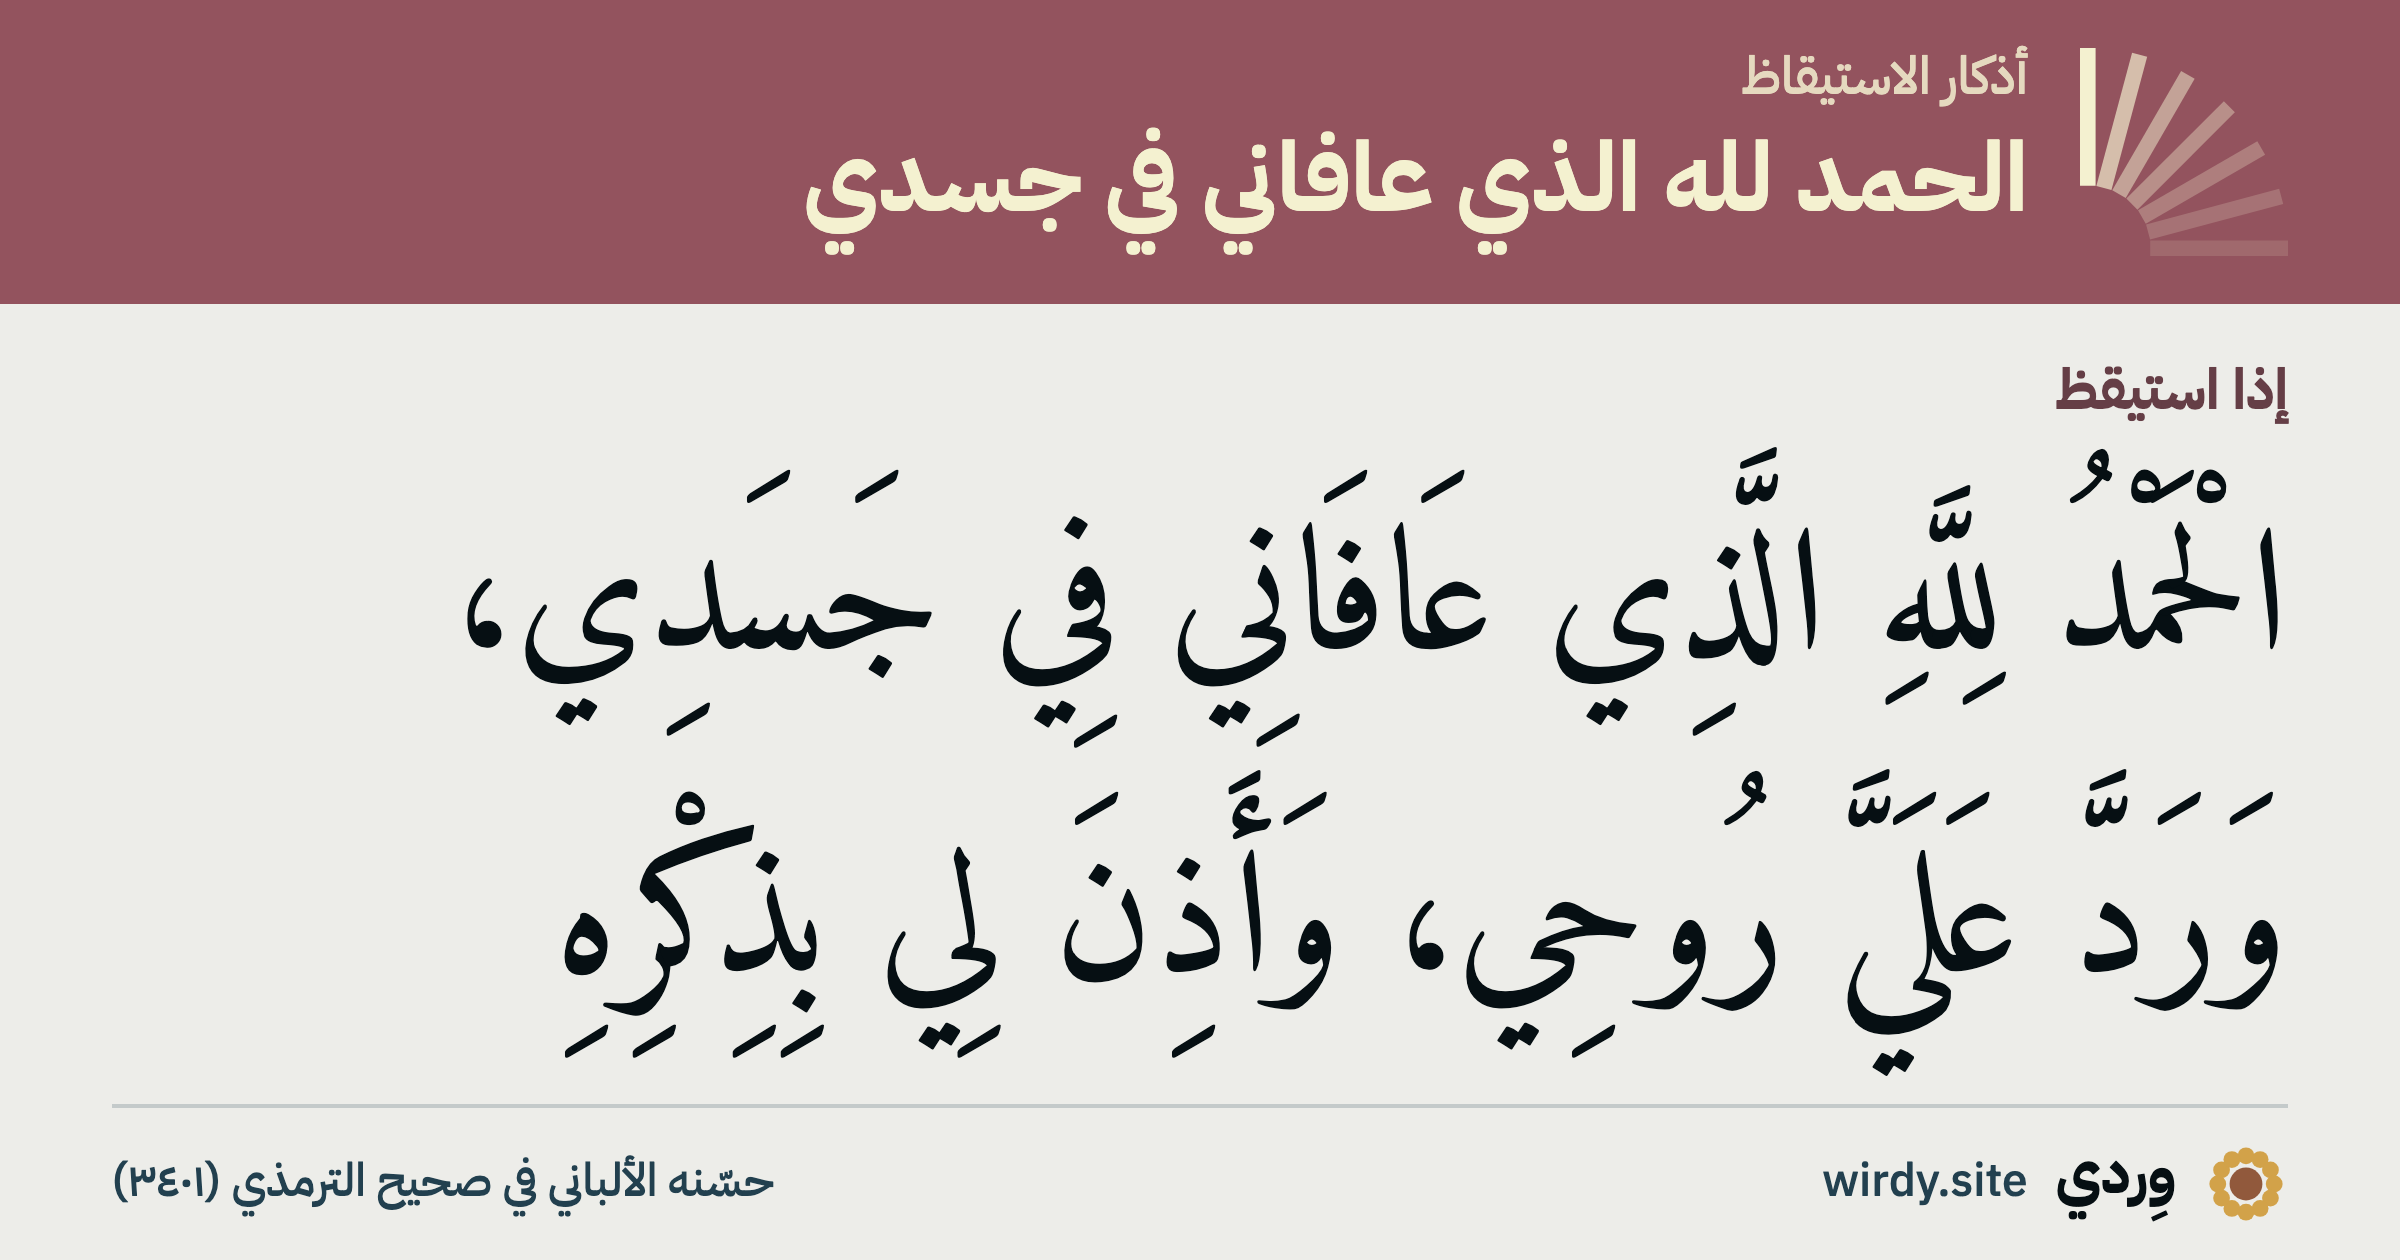 أذكار الاستيقاظ
الحمد لله الذي عافاني في جسدي
إذا استيقظ
الْحَمْدُ لِلَّهِ الَّذِي عَافَانِي فِي جَسَدِي،
وَرَدَّ عَلَيَّ رُوحِي، وَأَذِنَ لِي بِذِكْرِهِ
وِردي wirdy.site
حسّنه الألباني في صحيح الترمذي (٣٤٠١)